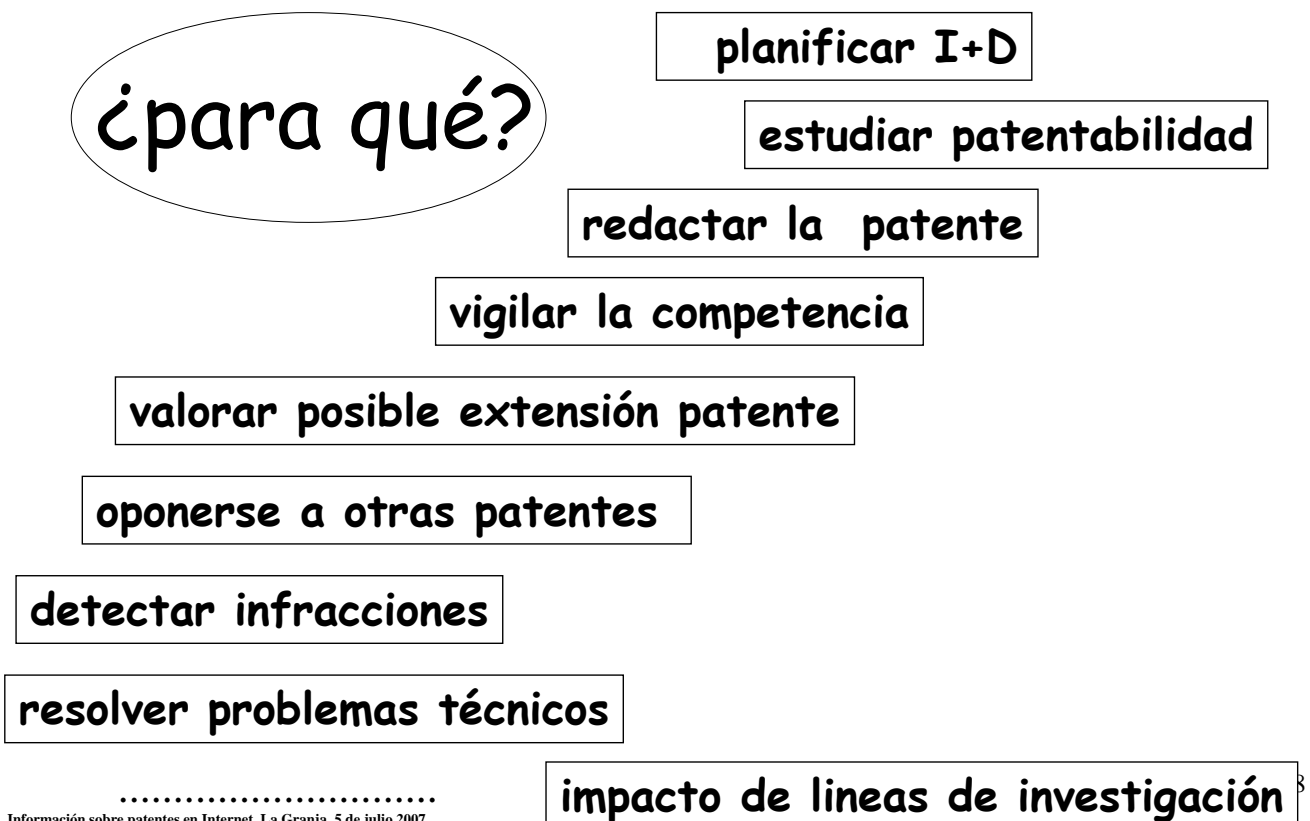 ¿para qué?
planificar I+D
estudiar patentabilidad
redactar la patente
vigilar la competencia
valorar posible extensión patente
oponerse a otras patentes
detectar infracciones
resolver problemas técnicos
impacto de lineas de investigación
.............................
Información sobre patentes en Internet. La Granja, 5 de julio 2007